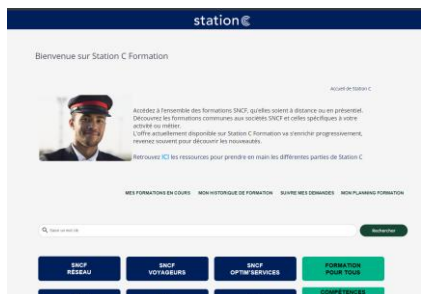 station C
Bienvenue sur Station C Formation
Accueil de Station C
Accédez à l'ensemble des formations SNCF, qu'elles soient à distance ou en présentiel.
Découvrez les formations communes aux sociétés SNCF et celles spécifiques à votre
activité ou métier.
L'offre actuellement disponible sur Station C Formation va s'enrichir progressivement,
revenez souvent pour découvrir les nouveautés.
Retrouvez ICI les ressources pour prendre en main les différentes parties de Station C
MES FORMATIONS EN COURS MON HISTORIQUE DE FORMATION SUIVRE MES DEMANDES MON PLANNING FORMATION
Rechercher
SNCF RÉSEAU
SNCF VOYAGEURS
SNCF OPTIM'SERVICES
FORMATION POUR TOUS
COMPÉTENCES